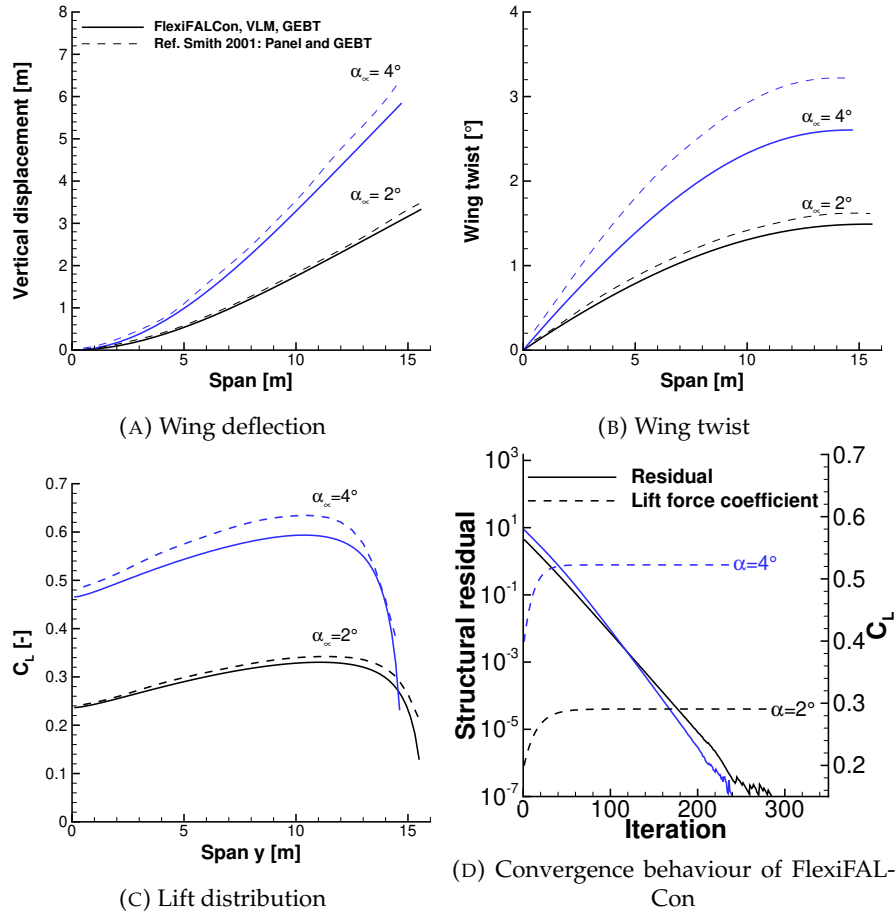 8
7
6
5
4
3
2
1
0
Vertical displacement [m]
FlexiFALCon, VLM, GEBT
Ref. Smith 2001: Panel and GEBT
α∞= 4°
α∞= 2°
0 5 10 15
Span [m]
(A) Wing deflection
4
3
2
1
0
Wing twist [°]
α∞= 4°
α∞= 2°
0 5 10 15
Span [m]
(B) Wing twist
0.7
0.6
0.5
0.4
0.3
0.2
0.1
0.0
C_L [-]
α∞=4°
α∞=2°
0 5 10 15
Span y [m]
(C) Lift distribution
10³
10¹
10⁻¹
10⁻³
10⁻⁵
10⁻⁷
Structural residual
Residual
Lift force coefficient
α=4°
α=2°
0.7
0.6
0.5
0.4
0.3
0.2
C_L
0 100 200 300
Iteration
(D) Convergence behaviour of FlexiFAL-
Con